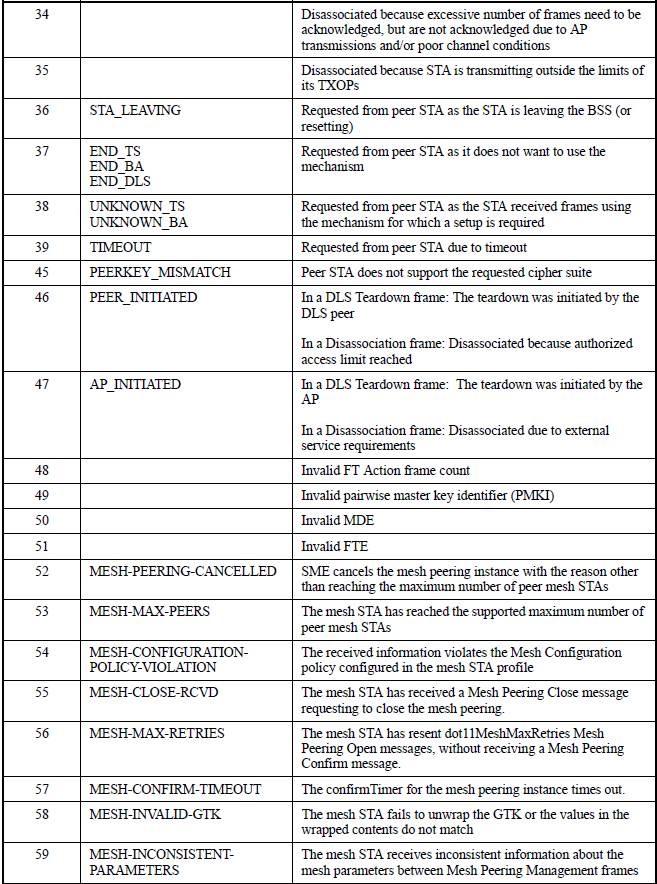 34 Disassociated because excessive number of frames need to be
acknowledged, but are not acknowledged due to AP
transmissions and/or poor channel conditions
35 Disassociated because STA is transmitting outside the limits of
its TXOPs
36 STA_LEAVING Requested from peer STA as the STA is leaving the BSS (or
resetting)
37 END_TS Requested from peer STA as it does not want to use the
END_BA mechanism
END_DLS
38 UNKNOWN_TS Requested from peer STA as the STA received frames using
UNKNOWN_BA the mechanism for which a setup is required
39 TIMEOUT Requested from peer STA due to timeout
45 PEERKEY_MISMATCH Peer STA does not support the requested cipher suite
46 PEER_INITIATED In a DLS Teardown frame: The teardown was initiated by the
DLS peer
In a Disassociation frame: Disassociated because authorized
access limit reached
47 AP_INITIATED In a DLS Teardown frame: The teardown was initiated by the
AP
In a Disassociation frame: Disassociated due to external
service requirements
48 Invalid FT Action frame count
49 Invalid pairwise master key identifier (PMKI)
50 Invalid MDE
51 Invalid FTE
52 MESH-PEERING-CANCELLED SME cancels the mesh peering instance with the reason other
than reaching the maximum number of peer mesh STAs
53 MESH-MAX-PEERS The mesh STA has reached the supported maximum number of
peer mesh STAs
54 MESH-CONFIGURATION- The received information violates the Mesh Configuration
POLICY-VIOLATION policy configured in the mesh STA profile
55 MESH-CLOSE-RCVD The mesh STA has received a Mesh Peering Close message
requesting to close the mesh peering.
56 MESH-MAX-RETRIES The mesh STA has resent dot11MeshMaxRetries Mesh
Peering Open messages, without receiving a Mesh Peering
Confirm message.
57 MESH-CONFIRM-TIMEOUT The confirmTimer for the mesh peering instance times out.
58 MESH-INVALID-GTK The mesh STA fails to unwrap the GTK or the values in the
wrapped contents do not match
59 MESH-INCONSISTENT- The mesh STA receives inconsistent information about the
PARAMETERS mesh parameters between Mesh Peering Management frames